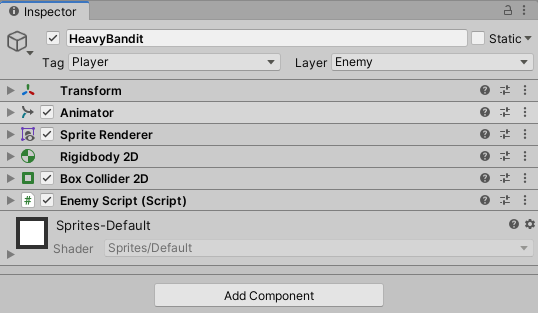 Inspector
HeavyBandit Static
Tag Player Layer Enemy
Transform
Animator
Sprite Renderer
Rigidbody 2D
Box Collider 2D
# Enemy Script (Script)
Sprites-Default
Shader Sprites/Default
Add Component